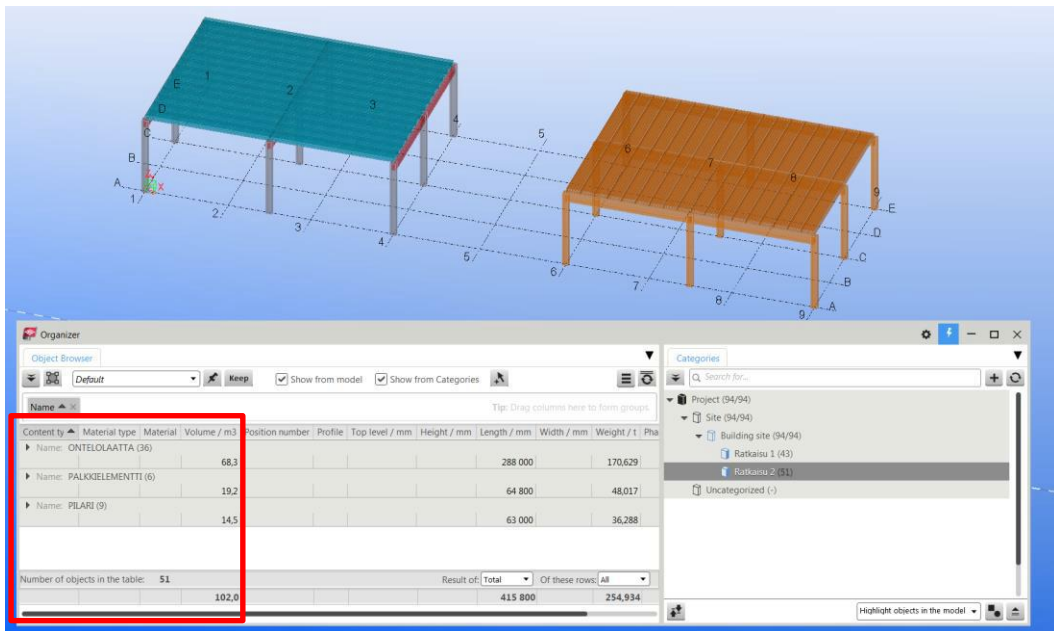 1
2
3
4
5
6
7
8
9
E
D
C
B
A
1
2
3
4
5
6
7
8
9
A
B
C
D
E
X
Organizer
Object Browser
Default Keep Show from model Show from Categories
Name
Tip: Drag columns here to form groups.
Content ty Material type Material Volume / m3 Position number Profile Top level / mm Height / mm Length / mm Width / mm Weight / t Pha
Name: ONTELOLAATTA (36)
68,3 288 000 170,629
Name: PALKKIELEMENTTI (6)
19,2 64 800 48,017
Name: PILARI (9)
14,5 63 000 36,288
Number of objects in the table: 51 Result of: Total Of these rows: All
102,0 415 800 254,934
Categories
Search for...
Project (94/94)
Site (94/94)
Building site (94/94)
Ratkaisu 1 (43)
Ratkaisu 2 (51)
Uncategorized (-)
Highlight objects in the model